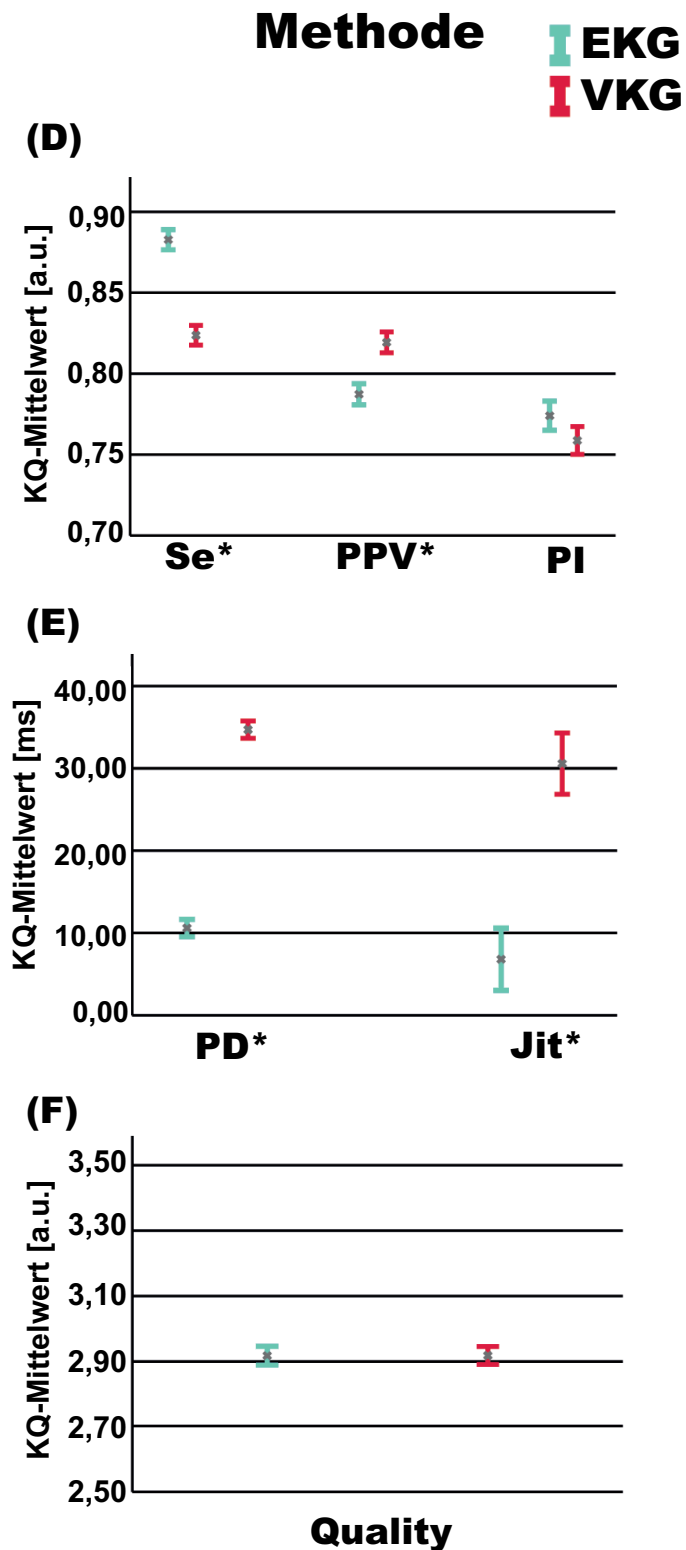 Methode
EKG
VKG
(D)
KQ-Mittelwert [a.u.]
0,90
0,85
0,80
0,75
0,70
Se*
PPV*
PI
(E)
KQ-Mittelwert [ms]
40,00
30,00
20,00
10,00
0,00
PD*
Jit*
(F)
KQ-Mittelwert [a.u.]
3,50
3,30
3,10
2,90
2,70
2,50
Quality